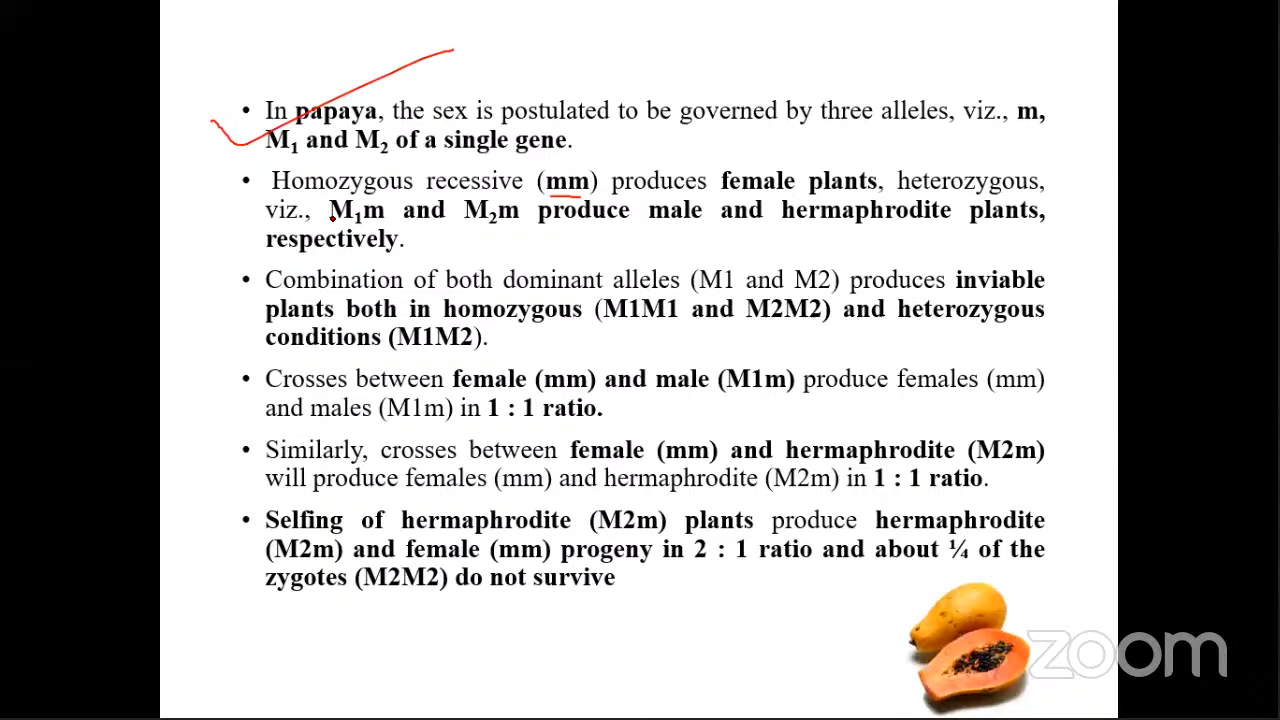 • In papaya, the sex is postulated to be governed by three alleles, viz., m,
M₁ and M₂ of a single gene.
• Homozygous recessive (mm) produces female plants, heterozygous,
viz., M₁m and M₂m produce male and hermaphrodite plants,
respectively.
• Combination of both dominant alleles (M1 and M2) produces inviable
plants both in homozygous (M1M1 and M2M2) and heterozygous
conditions (M1M2).
• Crosses between female (mm) and male (M1m) produce females (mm)
and males (M1m) in 1 : 1 ratio.
• Similarly, crosses between female (mm) and hermaphrodite (M2m)
will produce females (mm) and hermaphrodite (M2m) in 1 : 1 ratio.
• Selfing of hermaphrodite (M2m) plants produce hermaphrodite
(M2m) and female (mm) progeny in 2 : 1 ratio and about ¼ of the
zygotes (M2M2) do not survive
zoom